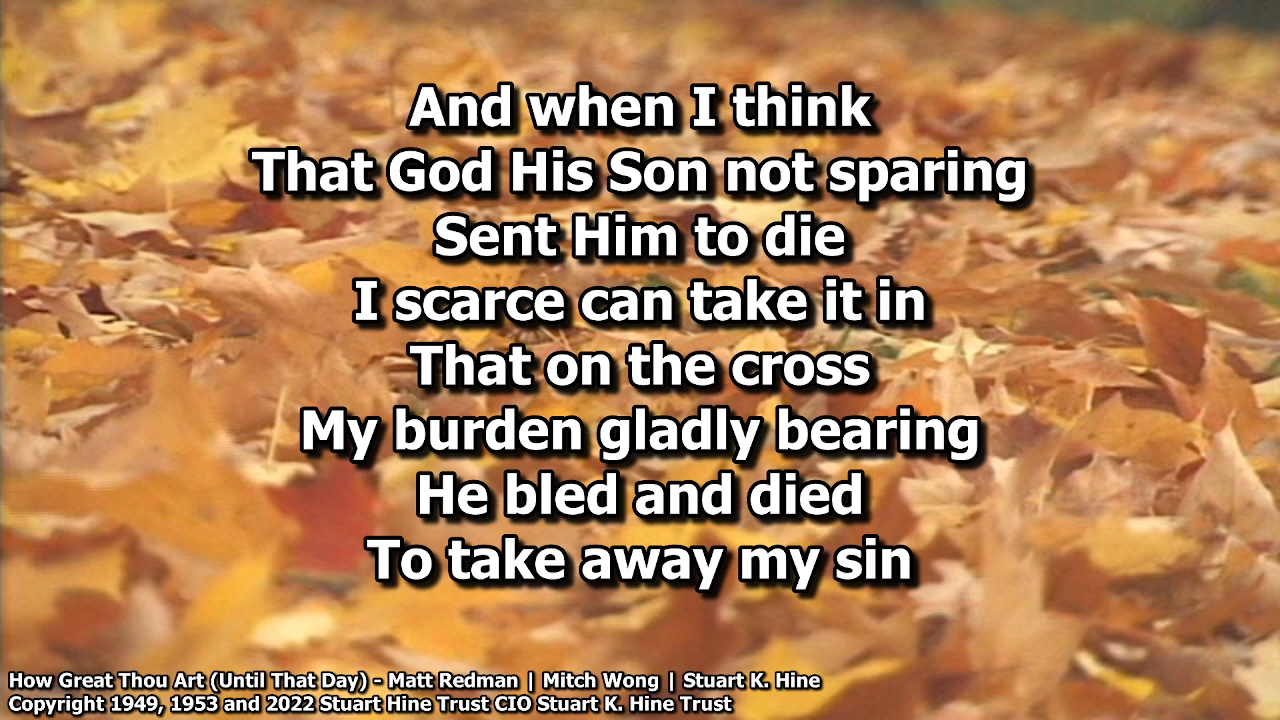 And when I think
That God His Son not sparing
Sent Him to die
I scarce can take it in
That on the cross
My burden gladly bearing
He bled and died
To take away my sin
How Great Thou Art (Until That Day) - Matt Redman | Mitch Wong | Stuart K. Hine
Copyright 1949, 1953 and 2022 Stuart Hine Trust CIO Stuart K. Hine Trust